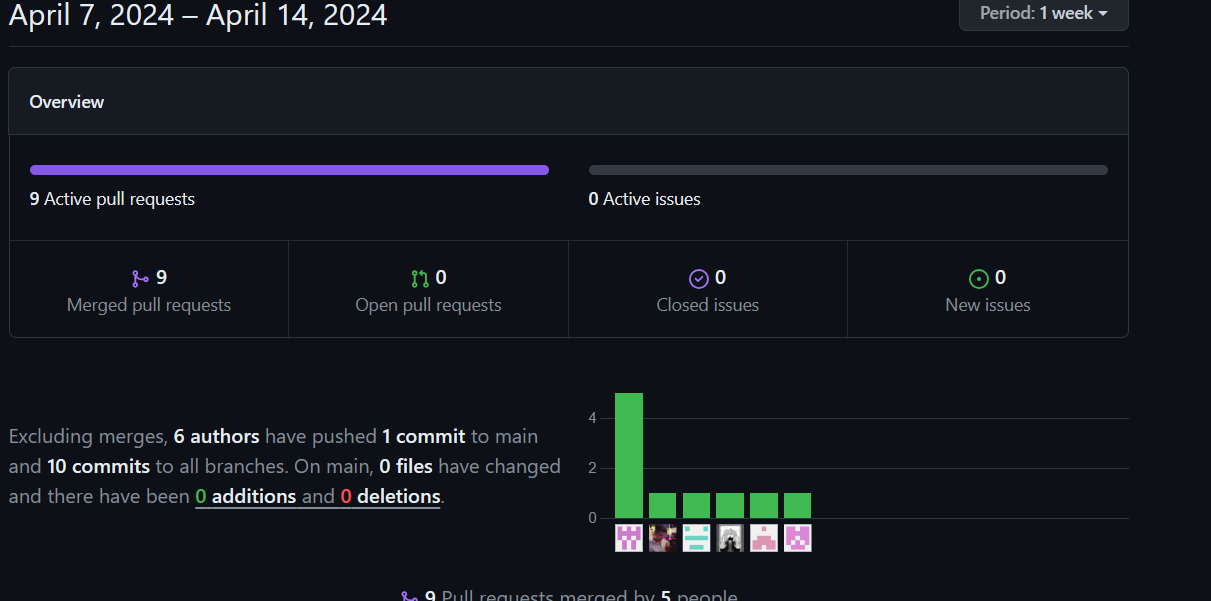 April 7, 2024 – April 14, 2024
Period: 1 week
Overview
9 Active pull requests
0 Active issues
9
Merged pull requests
0
Open pull requests
0
Closed issues
0
New issues
Excluding merges, 6 authors have pushed 1 commit to main
and 10 commits to all branches. On main, 0 files have changed
and there have been 0 additions and 0 deletions.
4
2
0
9 Pull requests merged by 5 people